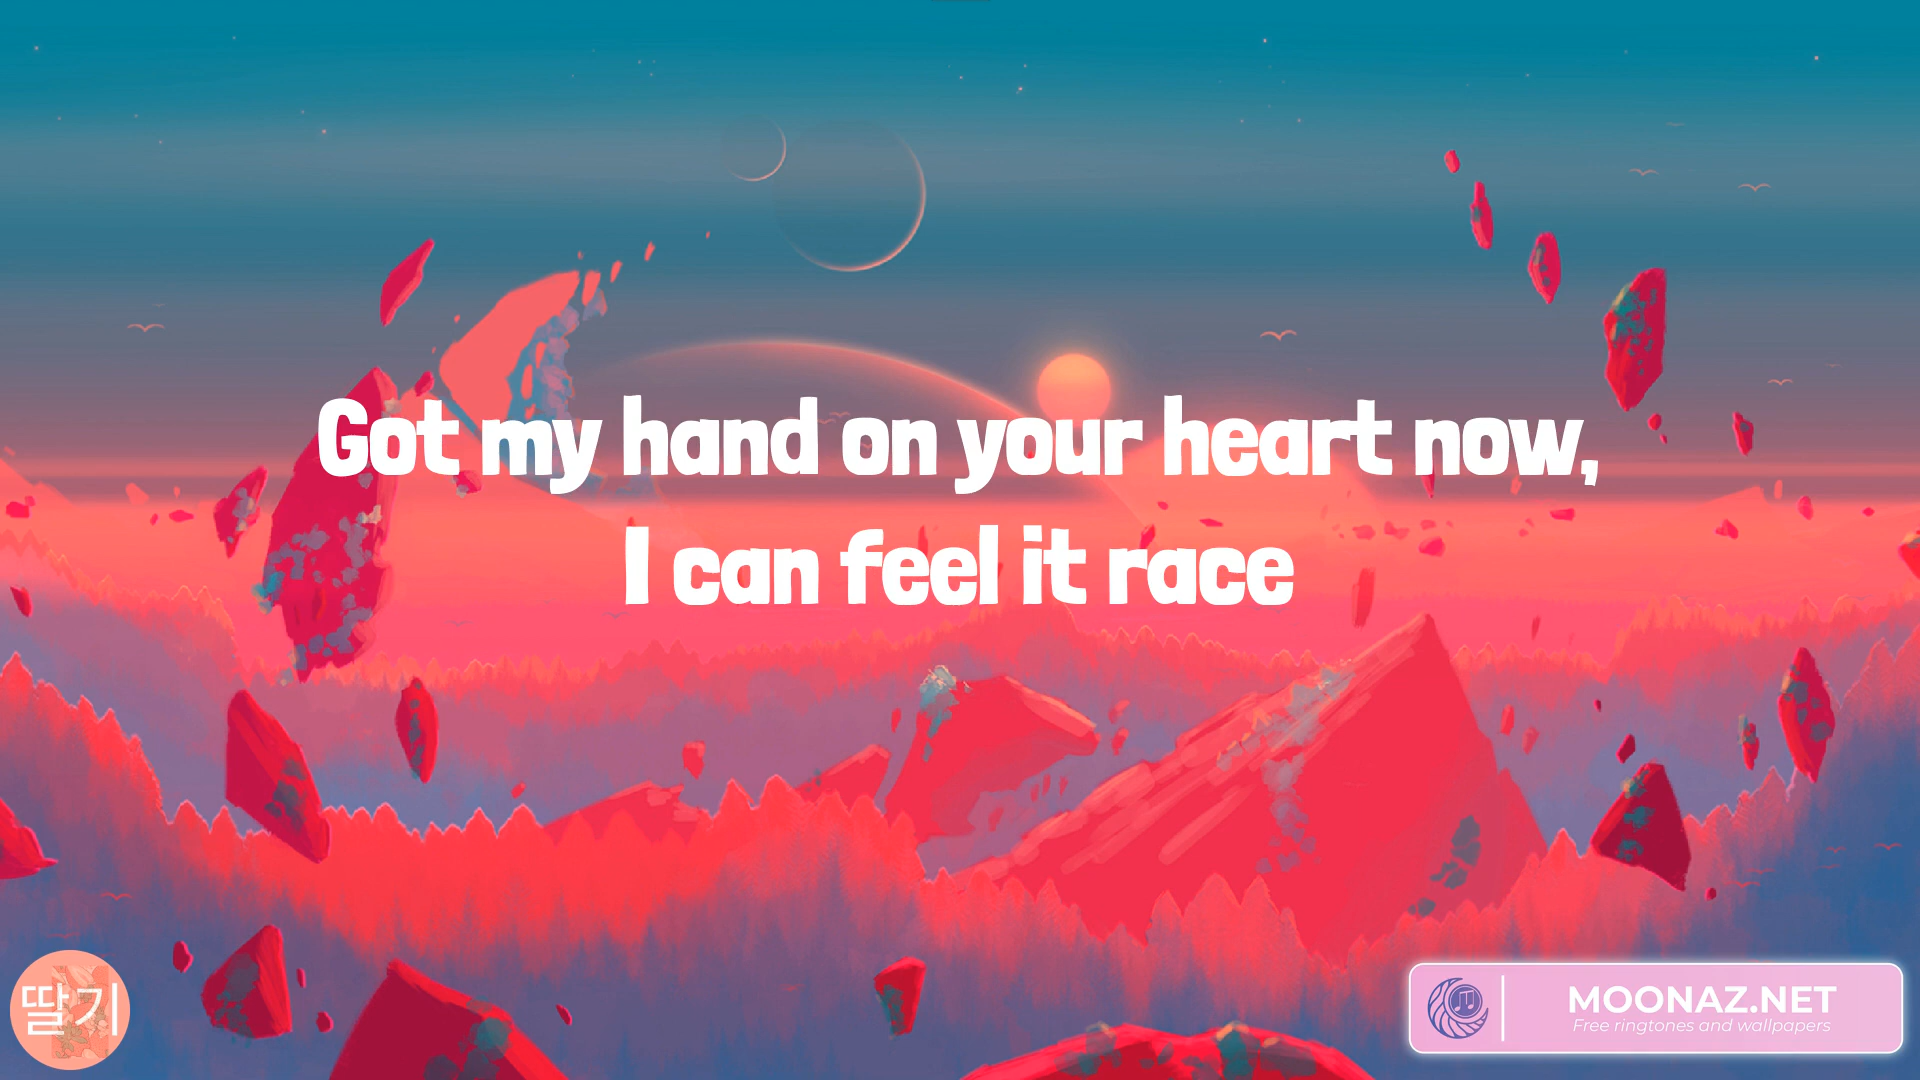 Got my hand on your heart now,
I can feel it race
딸기
MOONAZ.NET
Free ringtones and wallpapers